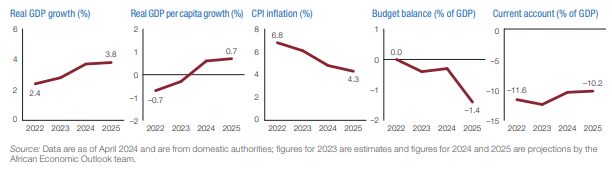 Real GDP growth (%)
6
4
2
0
2.4
3.8
2022 2023 2024 2025
Real GDP per capita growth (%)
2
1
0
−1
−2
−0.7
0.7
2022 2023 2024 2025
CPI inflation (%)
8
6
4
2
0
6.8
4.3
2022 2023 2024 2025
Budget balance (% of GDP)
1
0
−1
−2
0.0
−1.4
2022 2023 2024 2025
Current account (% of GDP)
0
−5
−10
−15
−11.6
−10.2
2022 2023 2024 2025
Source: Data are as of April 2024 and are from domestic authorities; figures for 2023 are estimates and figures for 2024 and 2025 are projections by the
African Economic Outlook team.